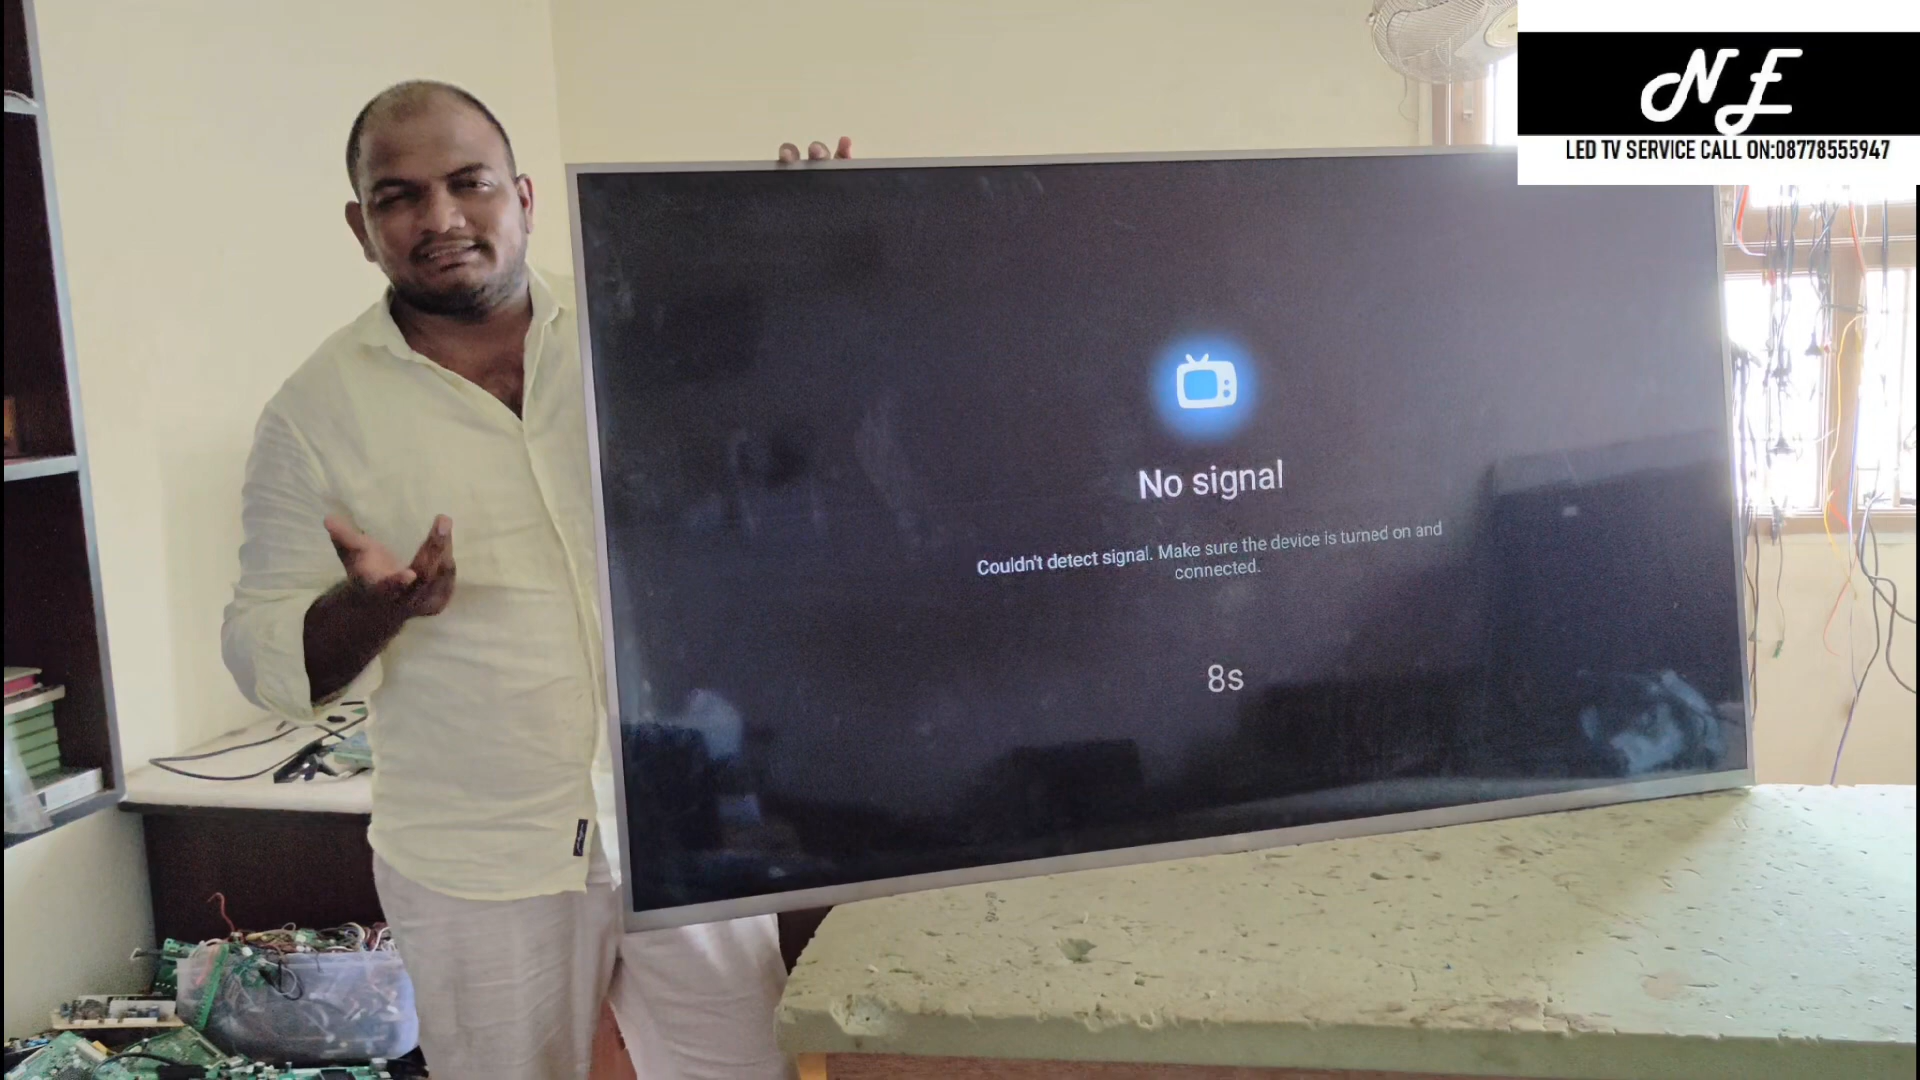 NE
LED TV SERVICE CALL ON:08778555947
No signal
Couldn't detect signal. Make sure the device is turned on and
connected.
8s